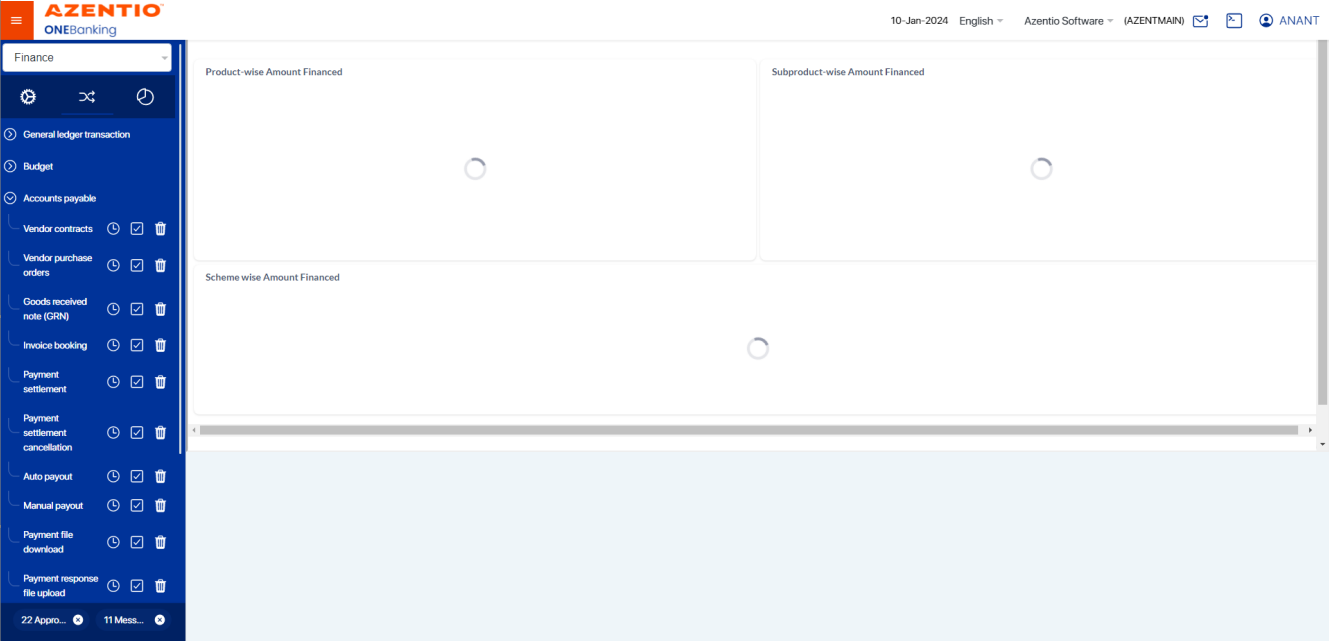 AZENTIO
ONEBanking
10-Jan-2024 English Azentio Software (AZENTMAIN) ANANT
Finance
General ledger transaction
Budget
Accounts payable
Vendor contracts
Vendor purchase
orders
Goods received
note (GRN)
Invoice booking
Payment
settlement
Payment
settlement
cancellation
Auto payout
Manual payout
Payment file
download
Payment response
file upload
22 Appro... 11 Mess...
Product-wise Amount Financed
Subproduct-wise Amount Financed
Scheme wise Amount Financed